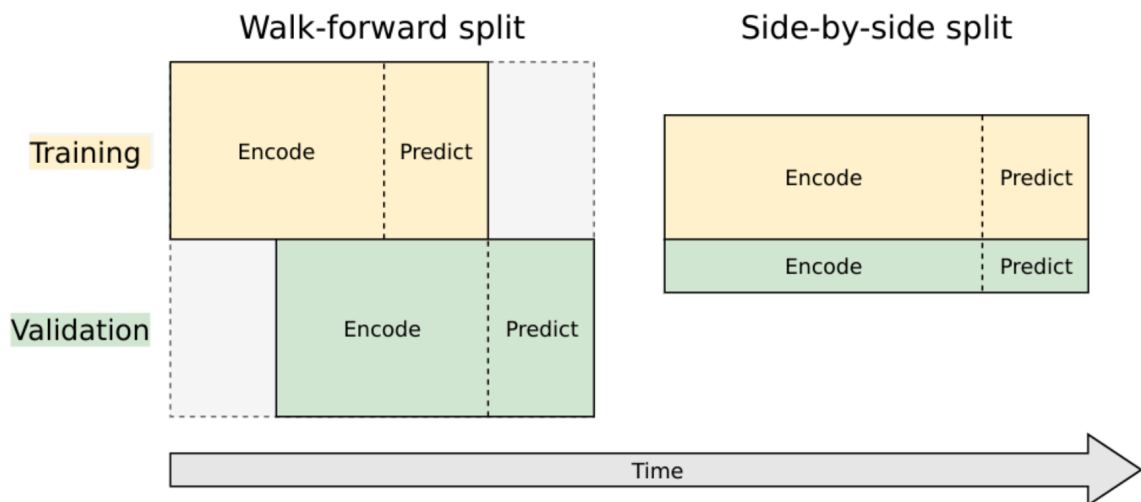 Walk-forward split
Side-by-side split
Training
Encode
Predict
Encode
Predict
Encode
Predict
Validation
Encode
Predict
Time